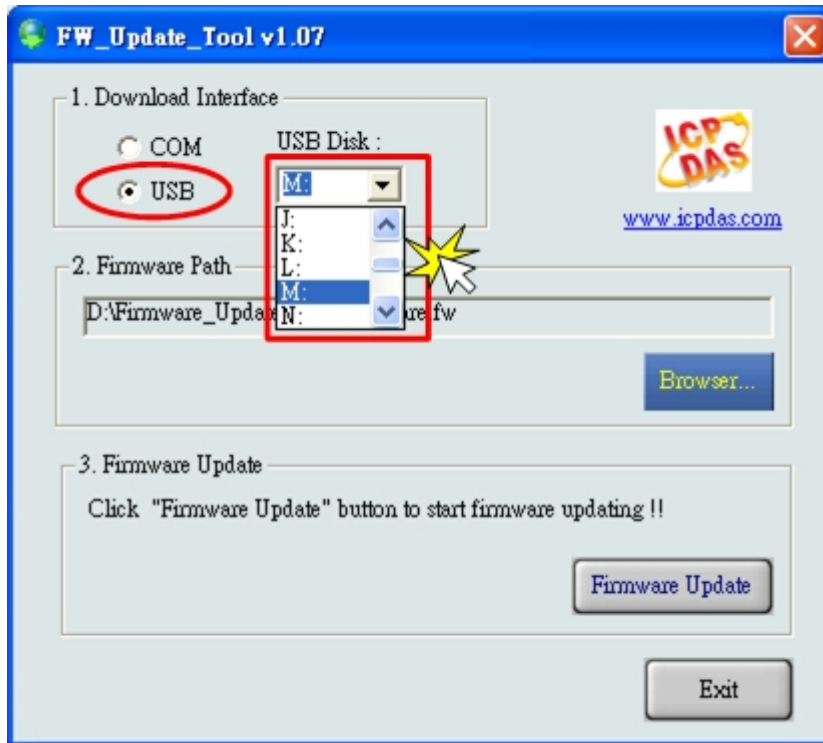 FW_Update_Tool v1.07
1. Download Interface
COM
USB Disk :
USB
M:
J:
K:
L:
M:
N:
ICP
DAS
www.icpdas.com
2. Firmware Path
D:\Firmware_Upda are.fw
Browser...
3. Firmware Update
Click "Firmware Update" button to start firmware updating !!
Firmware Update
Exit